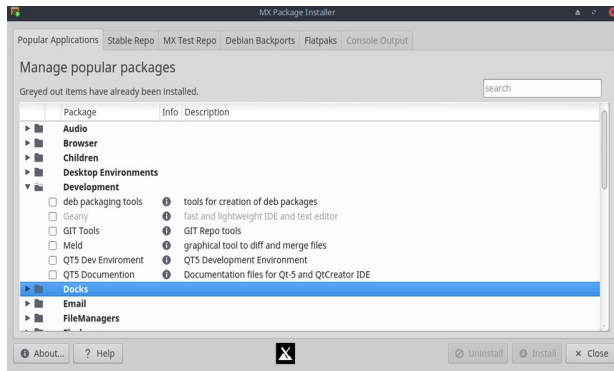 MX Package Installer
Popular Applications Stable Repo MX Test Repo Debian Backports Flatpaks Console Output
Manage popular packages
Greyed out items have already been installed.
search
Package Info Description
Audio
Browser
Children
Desktop Environments
Development
deb packaging tools tools for creation of deb packages
Geany fast and lightweight IDE and text editor
GIT Tools GIT Repo tools
Meld graphical tool to diff and merge files
QT5 Dev Enviroment QT5 Development Environment
QT5 Documention Documentation files for Qt-5 and QtCreator IDE
Docks
Email
FileManagers
About... ? Help Uninstall Install Close